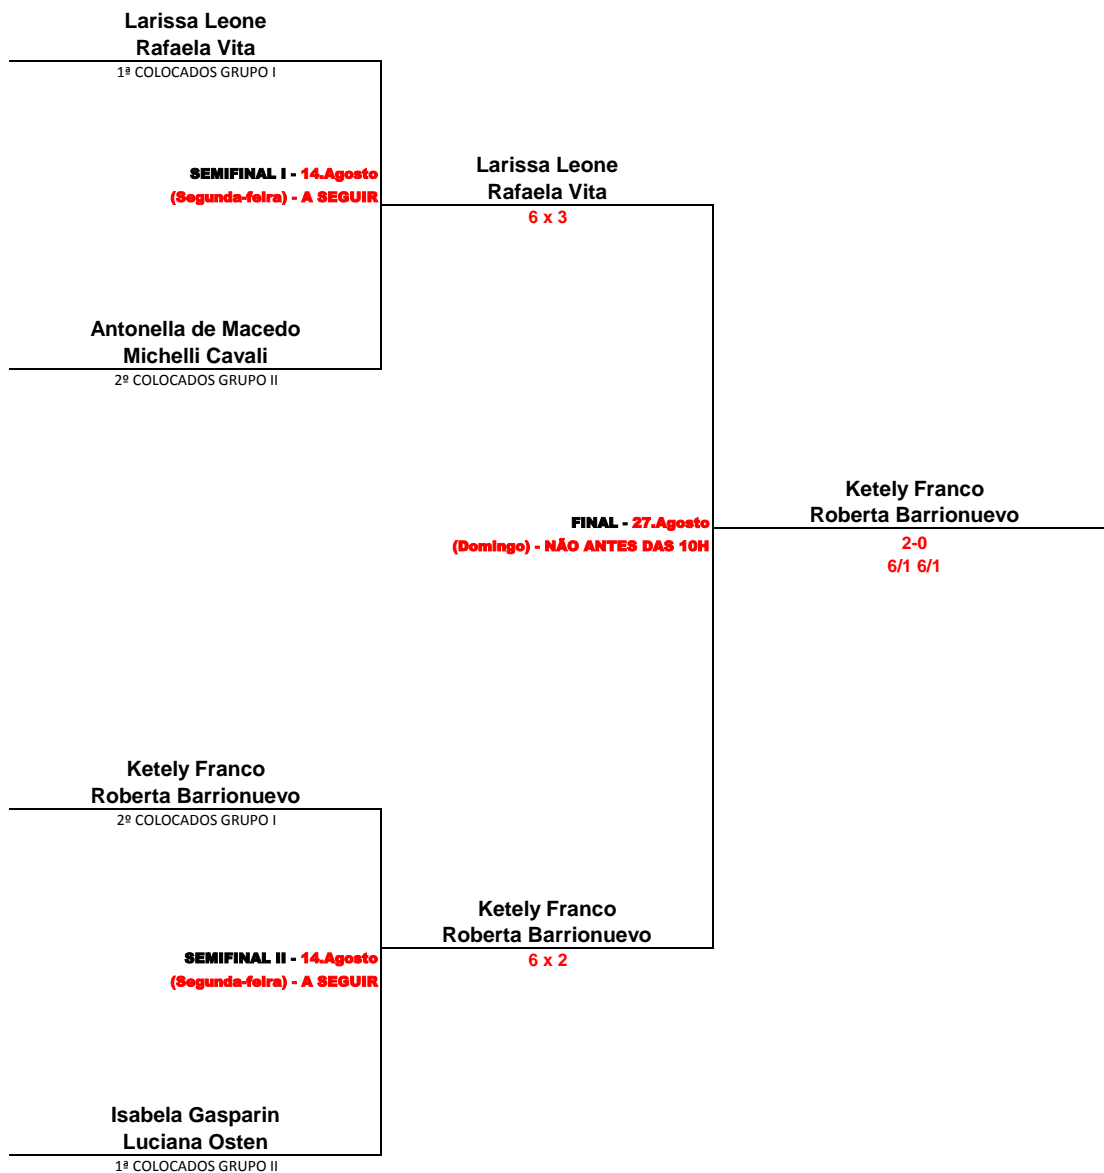 Larissa Leone
Rafaela Vita
1ª COLOCADOS GRUPO I
SEMIFINAL I - 14.Agosto
(Segunda-feira) - A SEGUIR
Larissa Leone
Rafaela Vita
6 x 3
Antonella de Macedo
Michelli Cavali
2º COLOCADOS GRUPO II
FINAL - 27.Agosto
(Domingo) - NÃO ANTES DAS 10H
Ketely Franco
Roberta Barrionuevo
2-0
6/1 6/1
Ketely Franco
Roberta Barrionuevo
2º COLOCADOS GRUPO I
SEMIFINAL II - 14.Agosto
(Segunda-feira) - A SEGUIR
Ketely Franco
Roberta Barrionuevo
6 x 2
Isabela Gasparin
Luciana Osten
1ª COLOCADOS GRUPO II